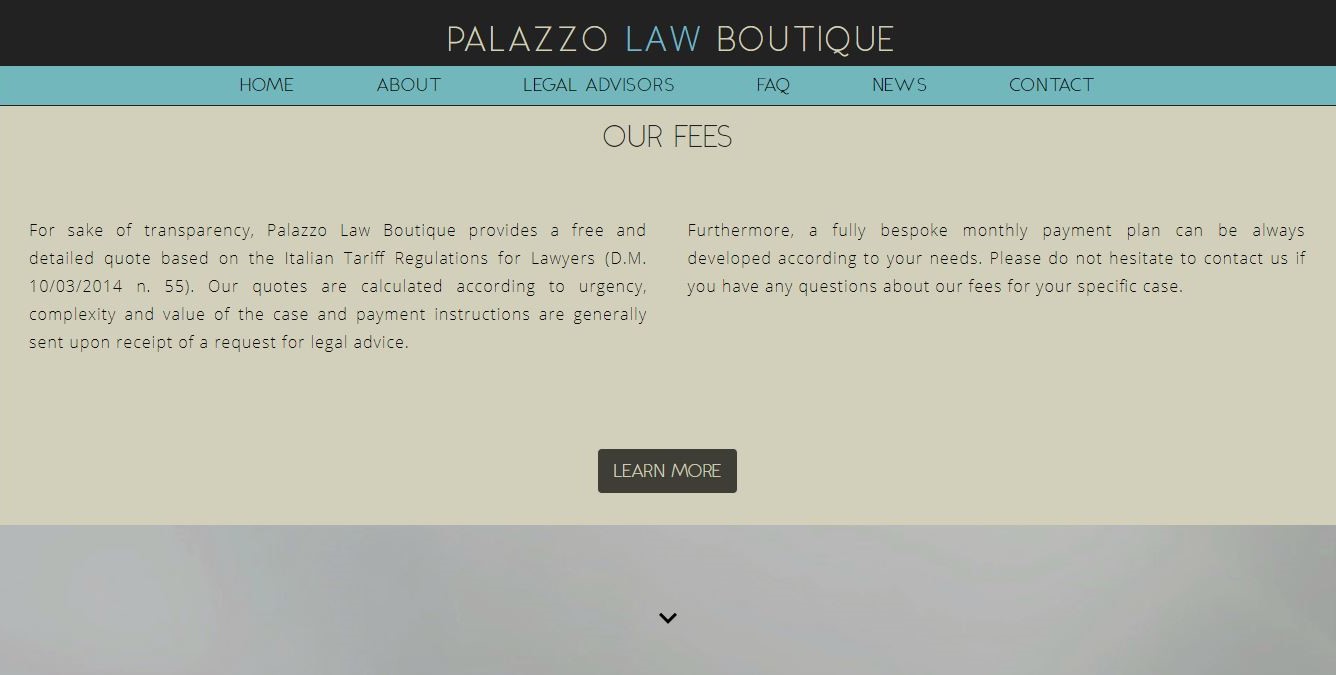 PALAZZO LAW BOUTIQUE
HOME ABOUT LEGAL ADVISORS FAQ NEWS CONTACT
OUR FEES
For sake of transparency, Palazzo Law Boutique provides a free and
detailed quote based on the Italian Tariff Regulations for Lawyers (D.M.
10/03/2014 n. 55). Our quotes are calculated according to urgency,
complexity and value of the case and payment instructions are generally
sent upon receipt of a request for legal advice.
Furthermore, a fully bespoke monthly payment plan can be always
developed according to your needs. Please do not hesitate to contact us if
you have any questions about our fees for your specific case.
LEARN MORE